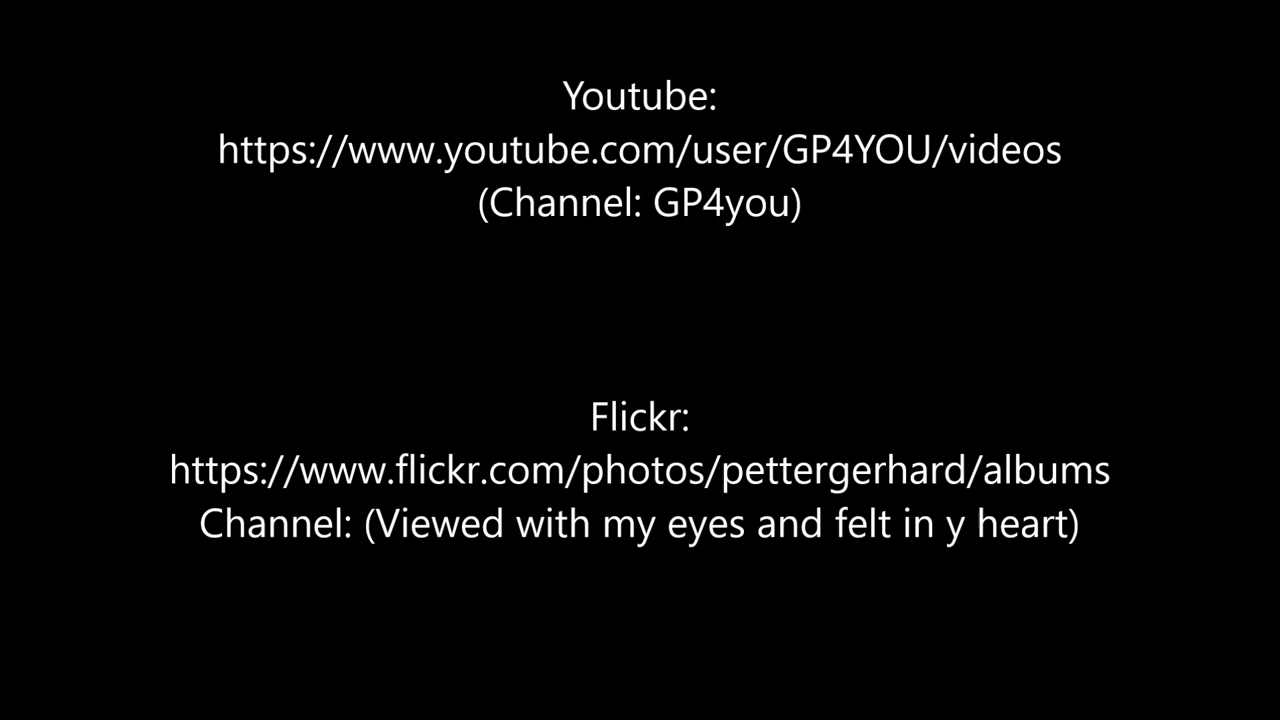 Youtube:
https://www.youtube.com/user/GP4YOU/videos
(Channel: GP4you)
Flickr:
https://www.flickr.com/photos/pettergerhard/albums
Channel: (Viewed with my eyes and felt in y heart)